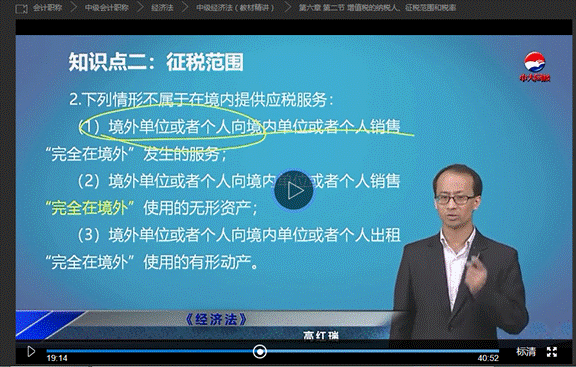 会计职称 > 中级会计职称 > 经济法 > 中级经济法（教材精讲） > 第六章 第二节 增值税的纳税人、征税范围和税率
知识点二：征税范围
2.下列情形不属于在境内提供应税服务：
（1）境外单位或者个人向境内单位或者个人销售
“完全在境外”发生的服务；
（2）境外单位或者个人向境内单位或者个人销售
“完全在境外”使用的无形资产；
（3）境外单位或者个人向境内单位或者个人出租
“完全在境外”使用的有形动产。
《经济法》
高红瑞
19:14
40:52
标清